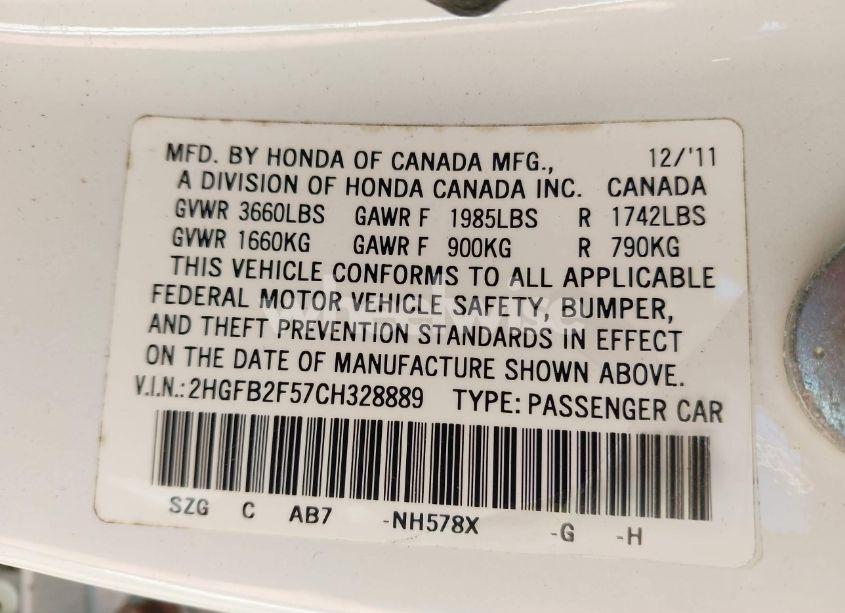 MFD. BY HONDA OF CANADA MFG., 12/'11
A DIVISION OF HONDA CANADA INC. CANADA
GVWR 3660LBS GAWR F 1985LBS R 1742LBS
GVWR 1660KG GAWR F 900KG R 790KG
THIS VEHICLE CONFORMS TO ALL APPLICABLE
FEDERAL MOTOR VEHICLE SAFETY, BUMPER,
AND THEFT PREVENTION STANDARDS IN EFFECT
ON THE DATE OF MANUFACTURE SHOWN ABOVE.
V.I.N.:2HGFB2F57CH328889 TYPE: PASSENGER CAR
SZG C AB7 -NH578X -G -H